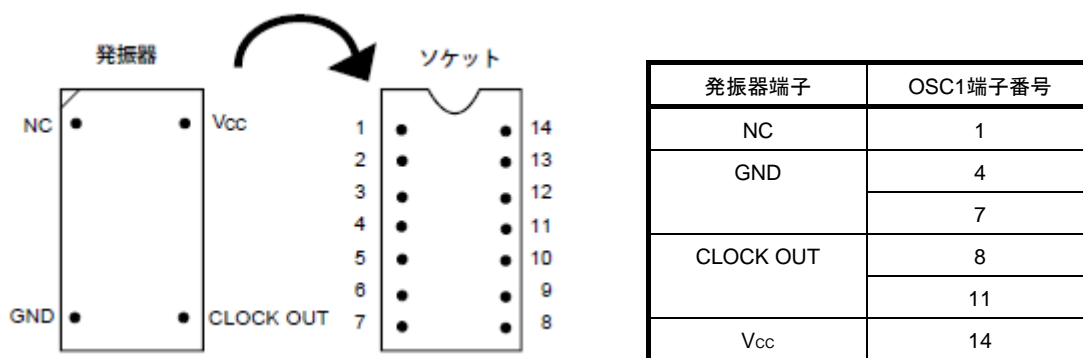 発振器
ソケット
NC
Vcc
GND
CLOCK OUT
1 14
2 13
3 12
4 11
5 10
6 9
7 8
発振器端子 OSC1端子番号
NC 1
GND 4
7
CLOCK OUT 8
11
Vcc 14